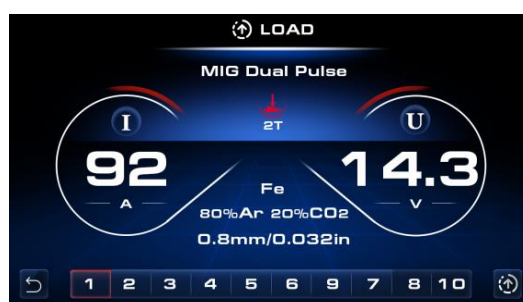 LOAD
MIG Dual Pulse
I
2T
U
92
14.3
A
V
Fe
80%Ar 20%CO2
0.8mm/0.032in
1 2 3 4 5 6 9 7 8 10